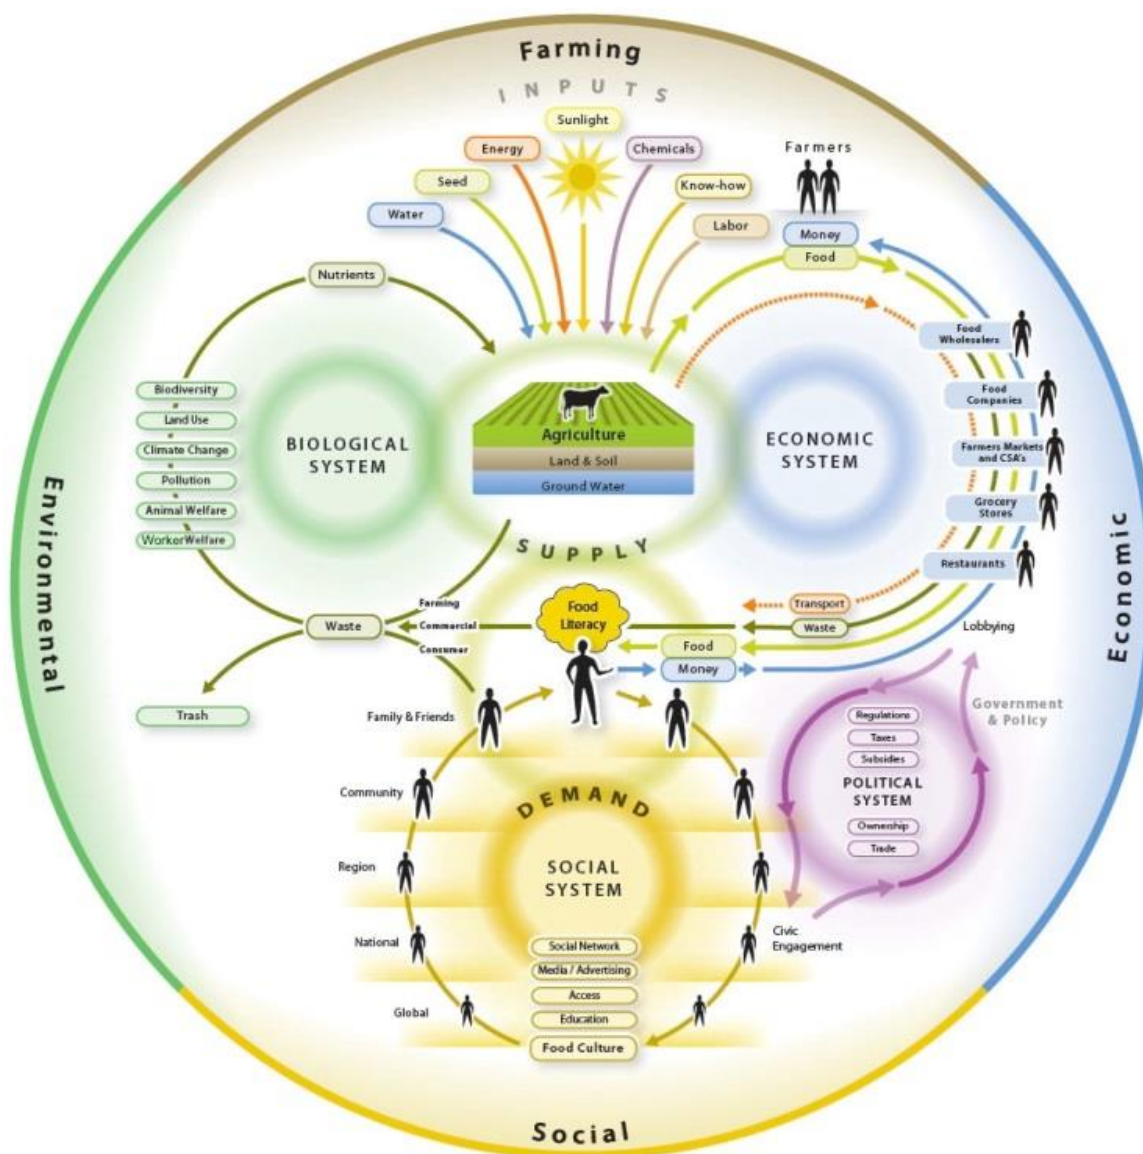 Farming
INPUTS
Sunlight
Energy
Chemicals
Seed
Know-how
Water
Labor
Farmers
Money
Food
Nutrients
Biodiversity
Land Use
Climate Change
Pollution
Animal Welfare
Worker Welfare
BIOLOGICAL
SYSTEM
Agriculture
Land & Soil
Ground Water
ECONOMIC
SYSTEM
Food
Wholesalers
Food
Companies
Farmers Markets
and CSA's
Grocery
Stores
Restaurants
Environmental
Economic
SUPPLY
Farming
Commercial
Consumer
Waste
Trash
Food
Literacy
Transport
Waste
Food
Money
Lobbying
Government
& Policy
Regulations
Taxes
Subsidies
POLITICAL
SYSTEM
Ownership
Trade
Civic
Engagement
Family & Friends
Community
Region
National
Global
DEMAND
SOCIAL
SYSTEM
Social Network
Media / Advertising
Access
Education
Food Culture
Social